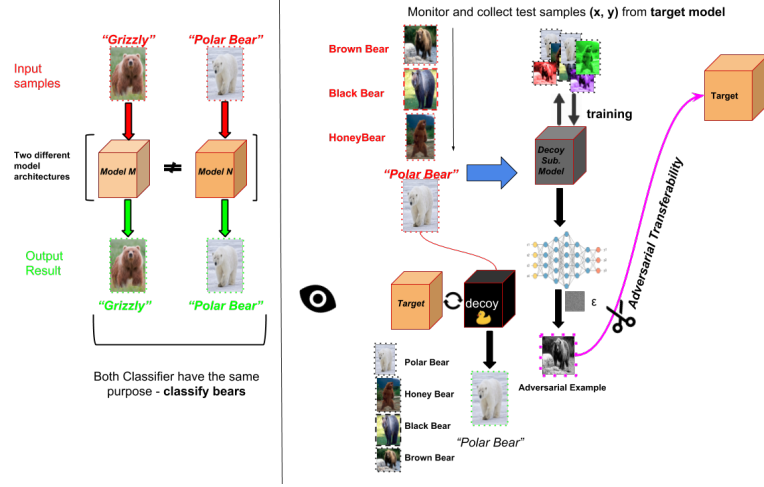 “Grizzly”
“Polar Bear”
Input
samples
Two different
model
architectures
Model M
≠
Model N
Output
Result
“Grizzly”
“Polar Bear”
Both Classifier have the same
purpose - classify bears
Monitor and collect test samples (x, y) from target model
Brown Bear
Black Bear
HoneyBear
“Polar Bear”
training
Decoy
Sub.
Model
Target
Adversarial Transferability
ε
Adversarial Example
Target
decoy
Polar Bear
Honey Bear
Black Bear
Brown Bear
“Polar Bear”